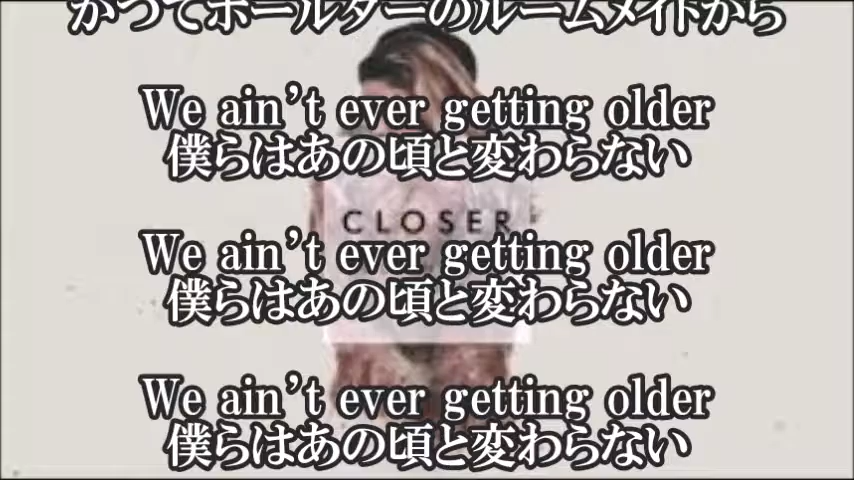 かつてボールダーのルームメイトから
We ain't ever getting older
僕らはあの頃と変わらない
CLOSER
We ain't ever getting older
僕らはあの頃と変わらない
We ain't ever getting older
僕らはあの頃と変わらない